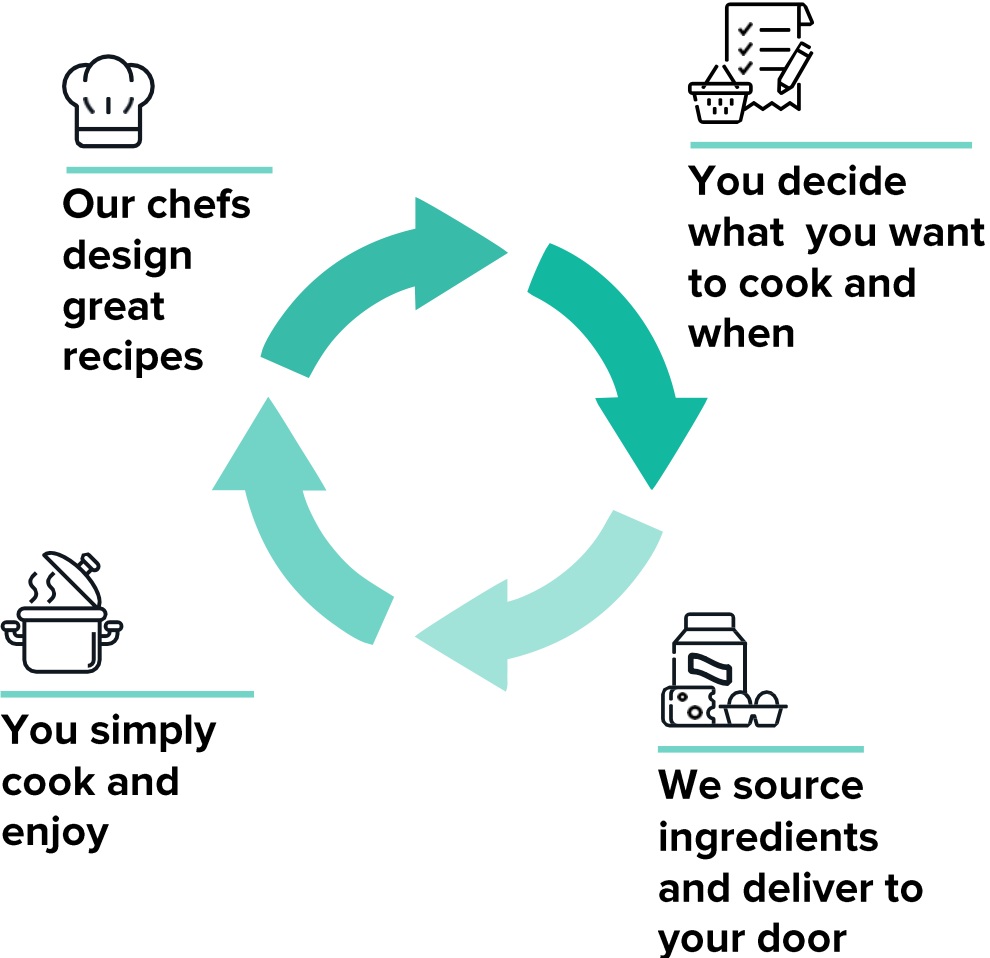 Our chefs
design
great
recipes
You decide
what  you want
to cook and
when
We source
ingredients
and deliver to
your door
You simply
cook and
enjoy